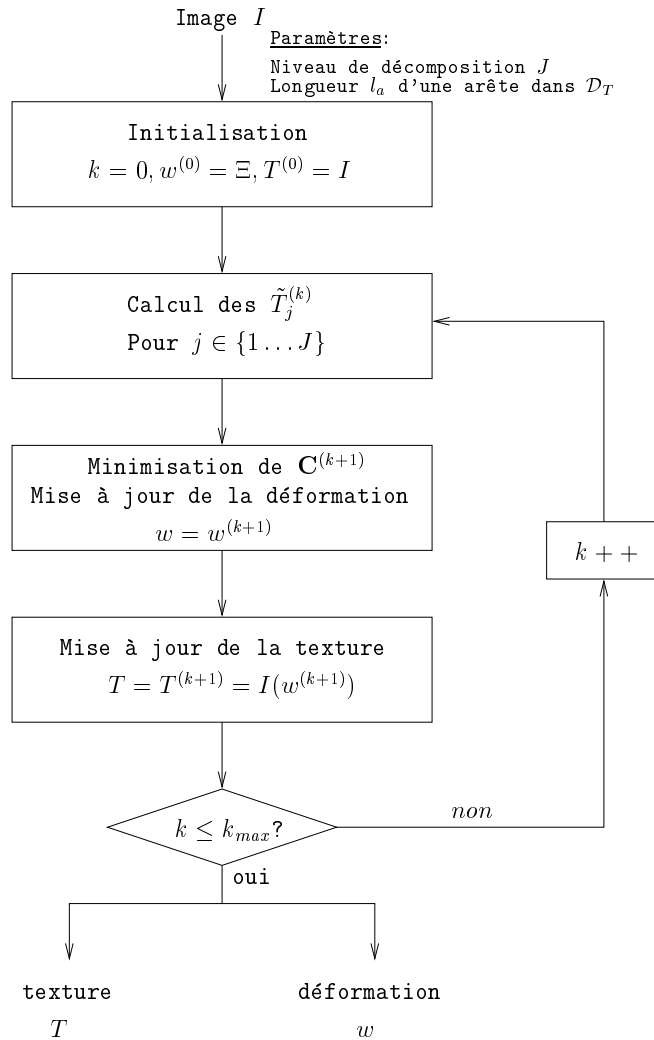 Image I
Paramètres:
Niveau de décomposition J
Longueur l_a d'une arête dans 𝒟_T
Initialisation
k = 0, w^(0) = Ξ, T^(0) = I
Calcul des T̃_j^(k)
Pour j ∈ {1 … J}
Minimisation de C^(k+1)
Mise à jour de la déformation
w = w^(k+1)
k + +
Mise à jour de la texture
T = T^(k+1) = I(w^(k+1))
k ≤ k_max?
non
oui
texture
T
déformation
w